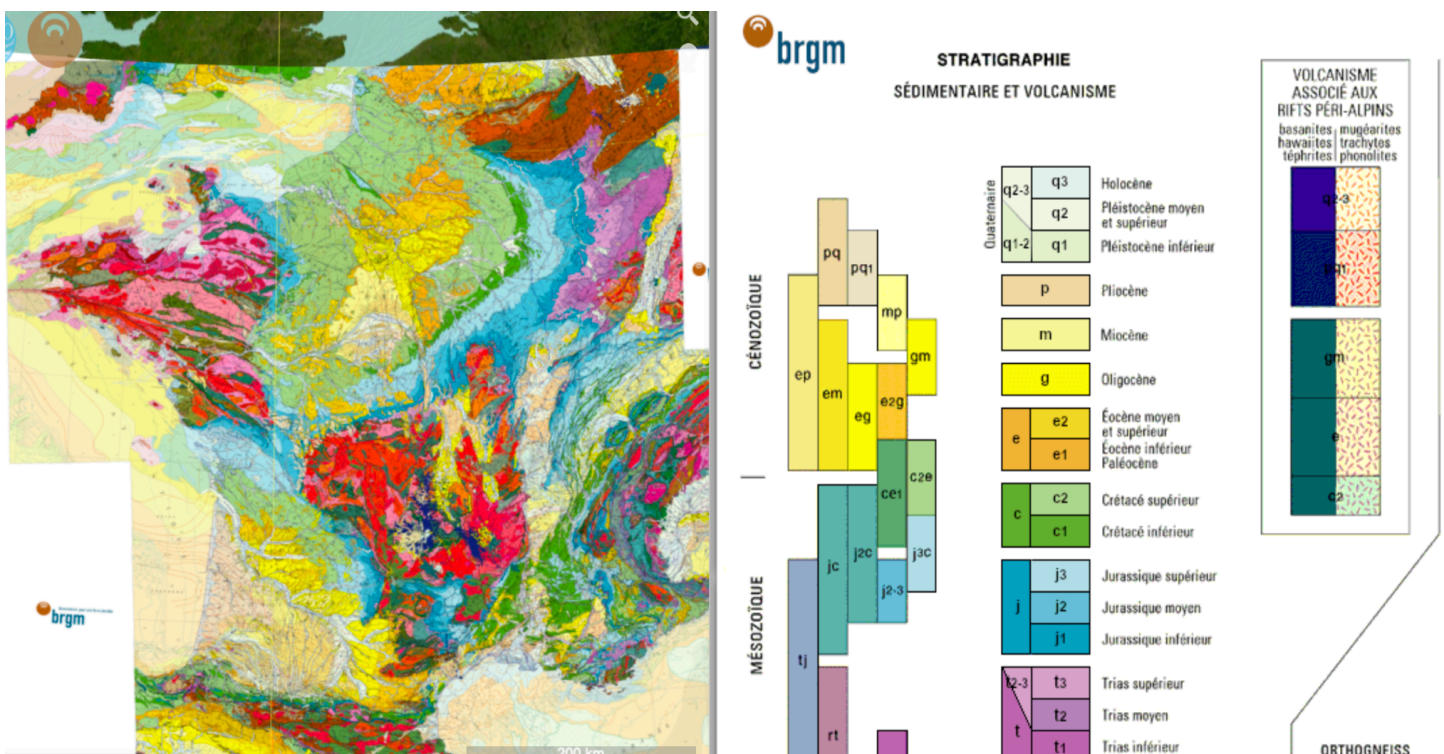 brgm
200 km
brgm
STRATIGRAPHIE
SÉDIMENTAIRE ET VOLCANISME
VOLCANISME
ASSOCIÉ AUX
RIFTS PÉRI-ALPINS
basanites
hawaiites
téphrites
mugéarites
trachytes
phonolites
q2-3
pq1
gm
e
c2
CÉNOZOÏQUE
MÉSOZOÏQUE
pq
pq1
mp
gm
ep
em
eg
e2g
ce1
c2e
jc
j2c
j3c
j2-3
tj
rt
Quaternaire
q2-3
q3
Holocène
q2
Pléistocène moyen
et supérieur
q1-2
q1
Pléistocène inférieur
p
Pliocène
m
Miocène
g
Oligocène
e
e2
Éocène moyen
et supérieur
e1
Éocène inférieur
Paléocène
c
c2
Crétacé supérieur
c1
Crétacé inférieur
j
j3
Jurassique supérieur
j2
Jurassique moyen
j1
Jurassique inférieur
t2-3
t3
Trias supérieur
t
t2
Trias moyen
t1
Trias inférieur
ORTHOGNEISS